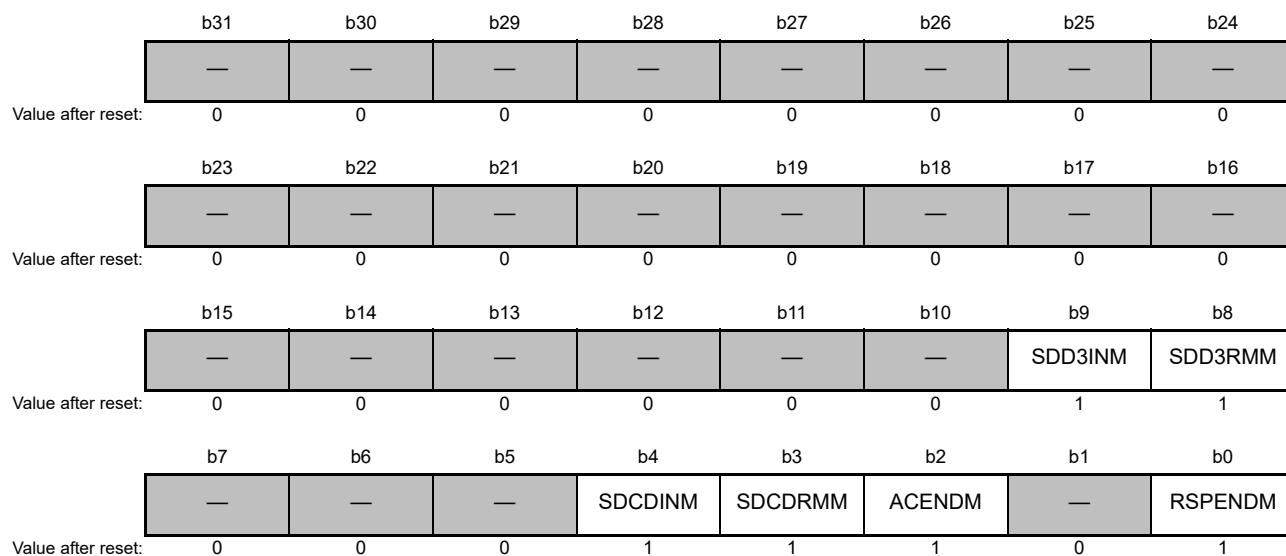 b31 b30 b29 b28 b27 b26 b25 b24
— — — — — — — —
Value after reset: 0 0 0 0 0 0 0 0
b23 b22 b21 b20 b19 b18 b17 b16
— — — — — — — —
Value after reset: 0 0 0 0 0 0 0 0
b15 b14 b13 b12 b11 b10 b9 b8
— — — — — — SDD3INM SDD3RMM
Value after reset: 0 0 0 0 0 0 1 1
b7 b6 b5 b4 b3 b2 b1 b0
— — — SDCDINM SDCDRMM ACENDM — RSPENDM
Value after reset: 0 0 0 1 1 1 0 1